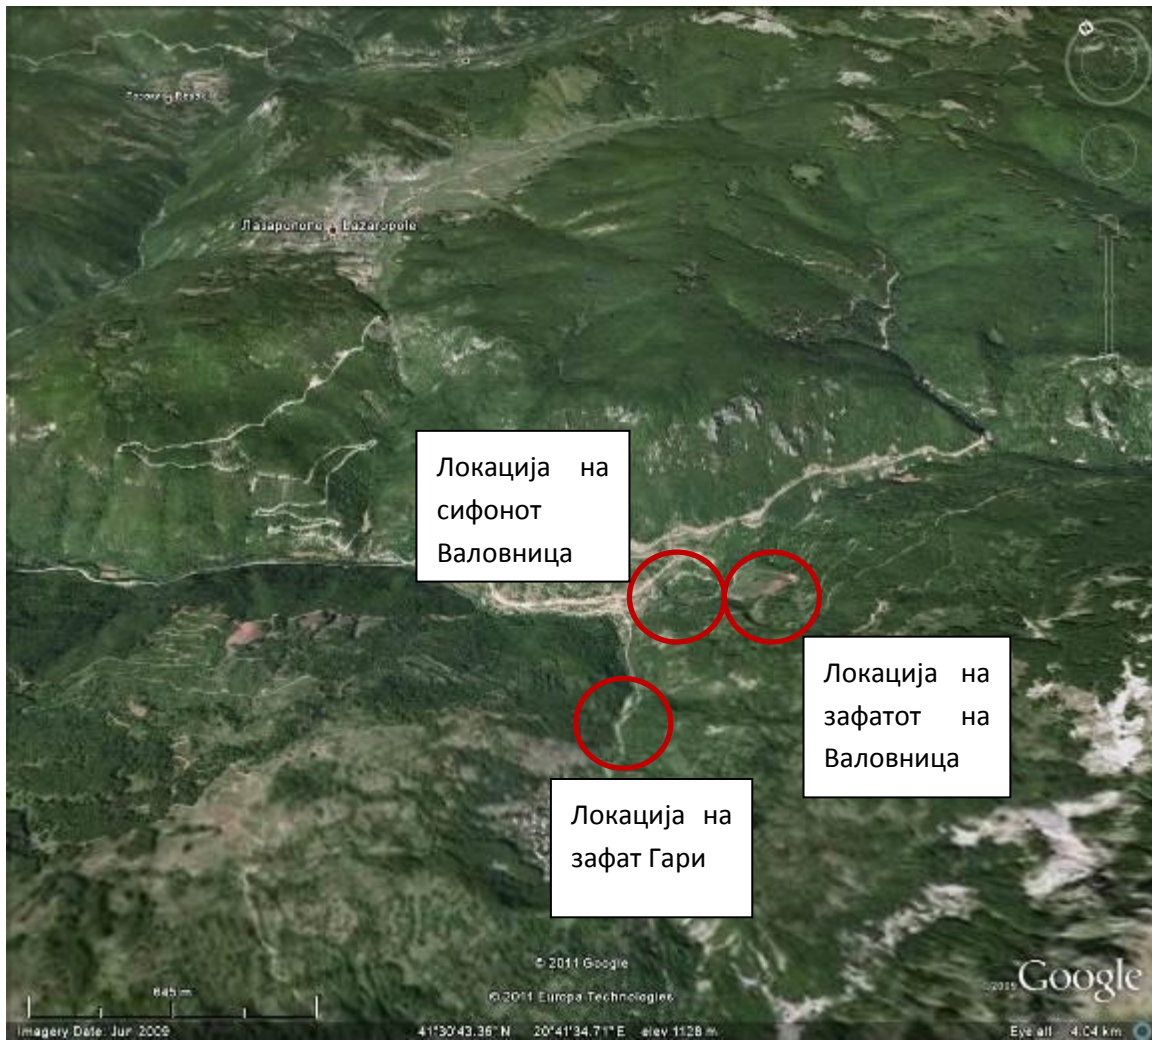 Лазарополе Lazaropole
Локација на
сифонот
Валовница
Локација на
зафатот на
Валовница
Локација на
зафат Гари
© 2011 Google
© 2011 Europa Technologies
©2009 Google
645 m
Imagery Date: Jun 2009
41°30'43.36" N 20°41'34.71" E elev 1128 m
Eye alt 4.04 km